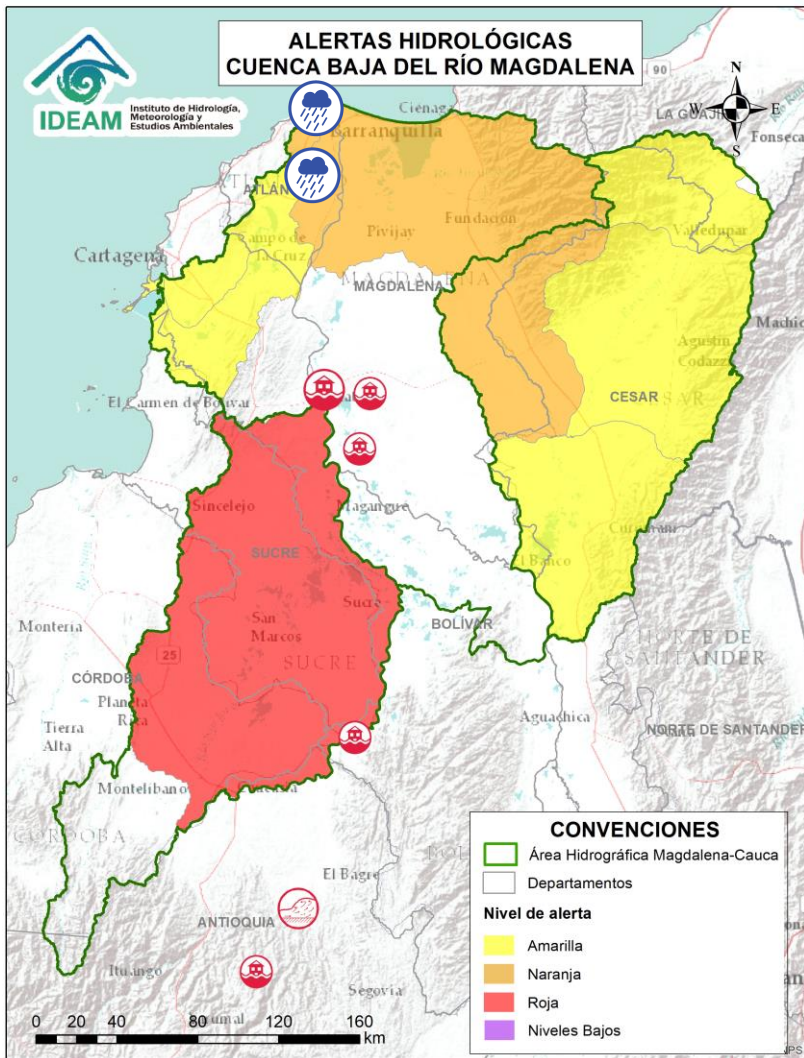 ALERTAS HIDROLÓGICAS
CUENCA BAJA DEL RÍO MAGDALENA
IDEAM
Instituto de Hidrología,
Meteorología y
Estudios Ambientales
N
W E
S
90
Ciénaga
LA GUAJIRA
Fonseca
Barranquilla
Fundación
Valledupar
Pivijay
Campo de
la Cruz
Cartagena
MAGDALENA
Agustín
Codazzi
El Carmen de Bolívar
CESAR
Sincelejo
Magangué
SUCRE
El Banco
San
Marcos
Sucre
BOLÍVAR
Montería
25
SUCRE
NORTE DE
SANTANDER
CÓRDOBA
Planeta
Rica
Tierra
Alta
Aguachica
NORTE DE SANTANDER
Montelíbano
CÓRDOBA
El Bagre
ANTIOQUIA
Ituango
Segovia
0 20 40 80 120 160
km
CONVENCIONES
Área Hidrográfica Magdalena-Cauca
Departamentos
Nivel de alerta
Amarilla
Naranja
Roja
Niveles Bajos